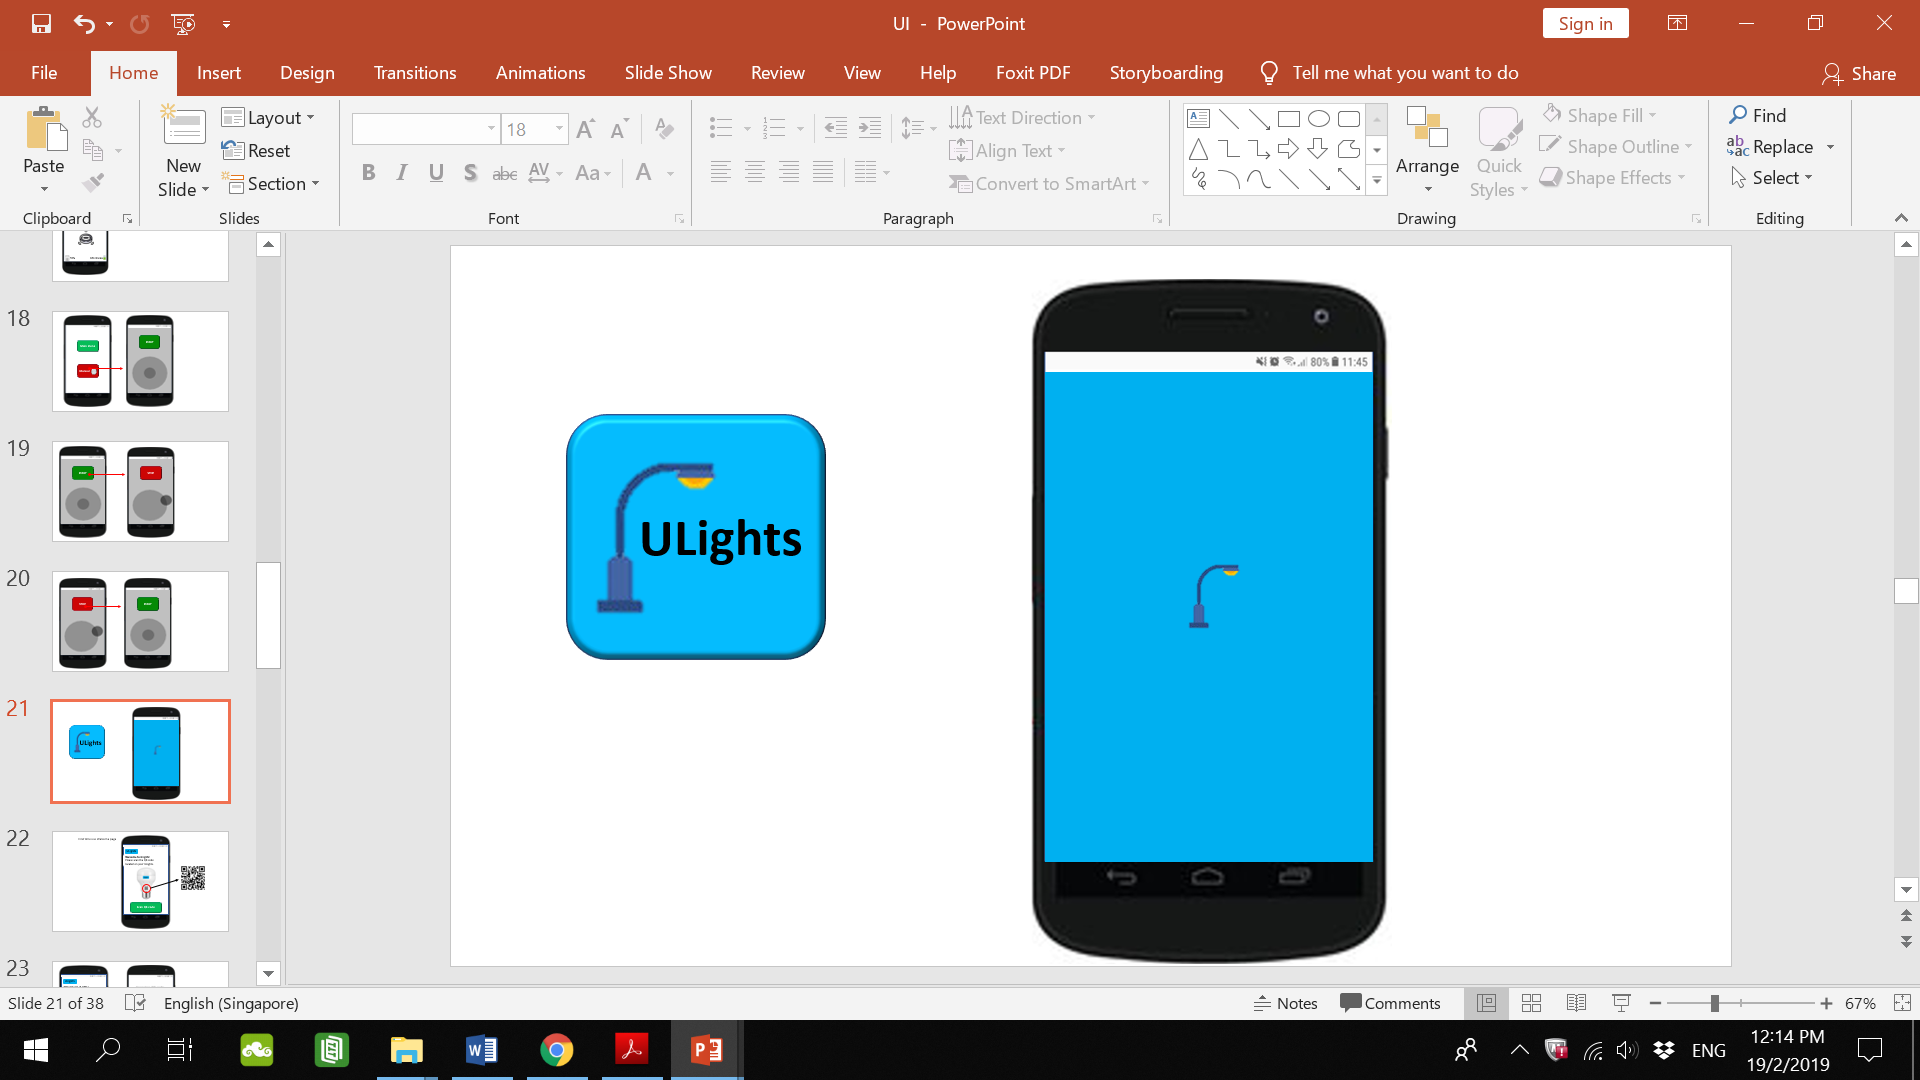 UI - PowerPoint
Sign in
File
Home
Insert
Design
Transitions
Animations
Slide Show
Review
View
Help
Foxit PDF
Storyboarding
Tell me what you want to do
Share
Paste
New
Slide
Layout
Reset
Section
18
B I U S abc AV Aa A
Text Direction
Align Text
Convert to SmartArt
Arrange
Quick
Styles
Shape Fill
Shape Outline
Shape Effects
Find
Replace
Select
Clipboard
Slides
Font
Paragraph
Drawing
Editing
18
19
20
21
ULights
22
23
80% 11:45
ULights
Slide 21 of 38
English (Singapore)
Notes
Comments
67%
ENG
12:14 PM
19/2/2019